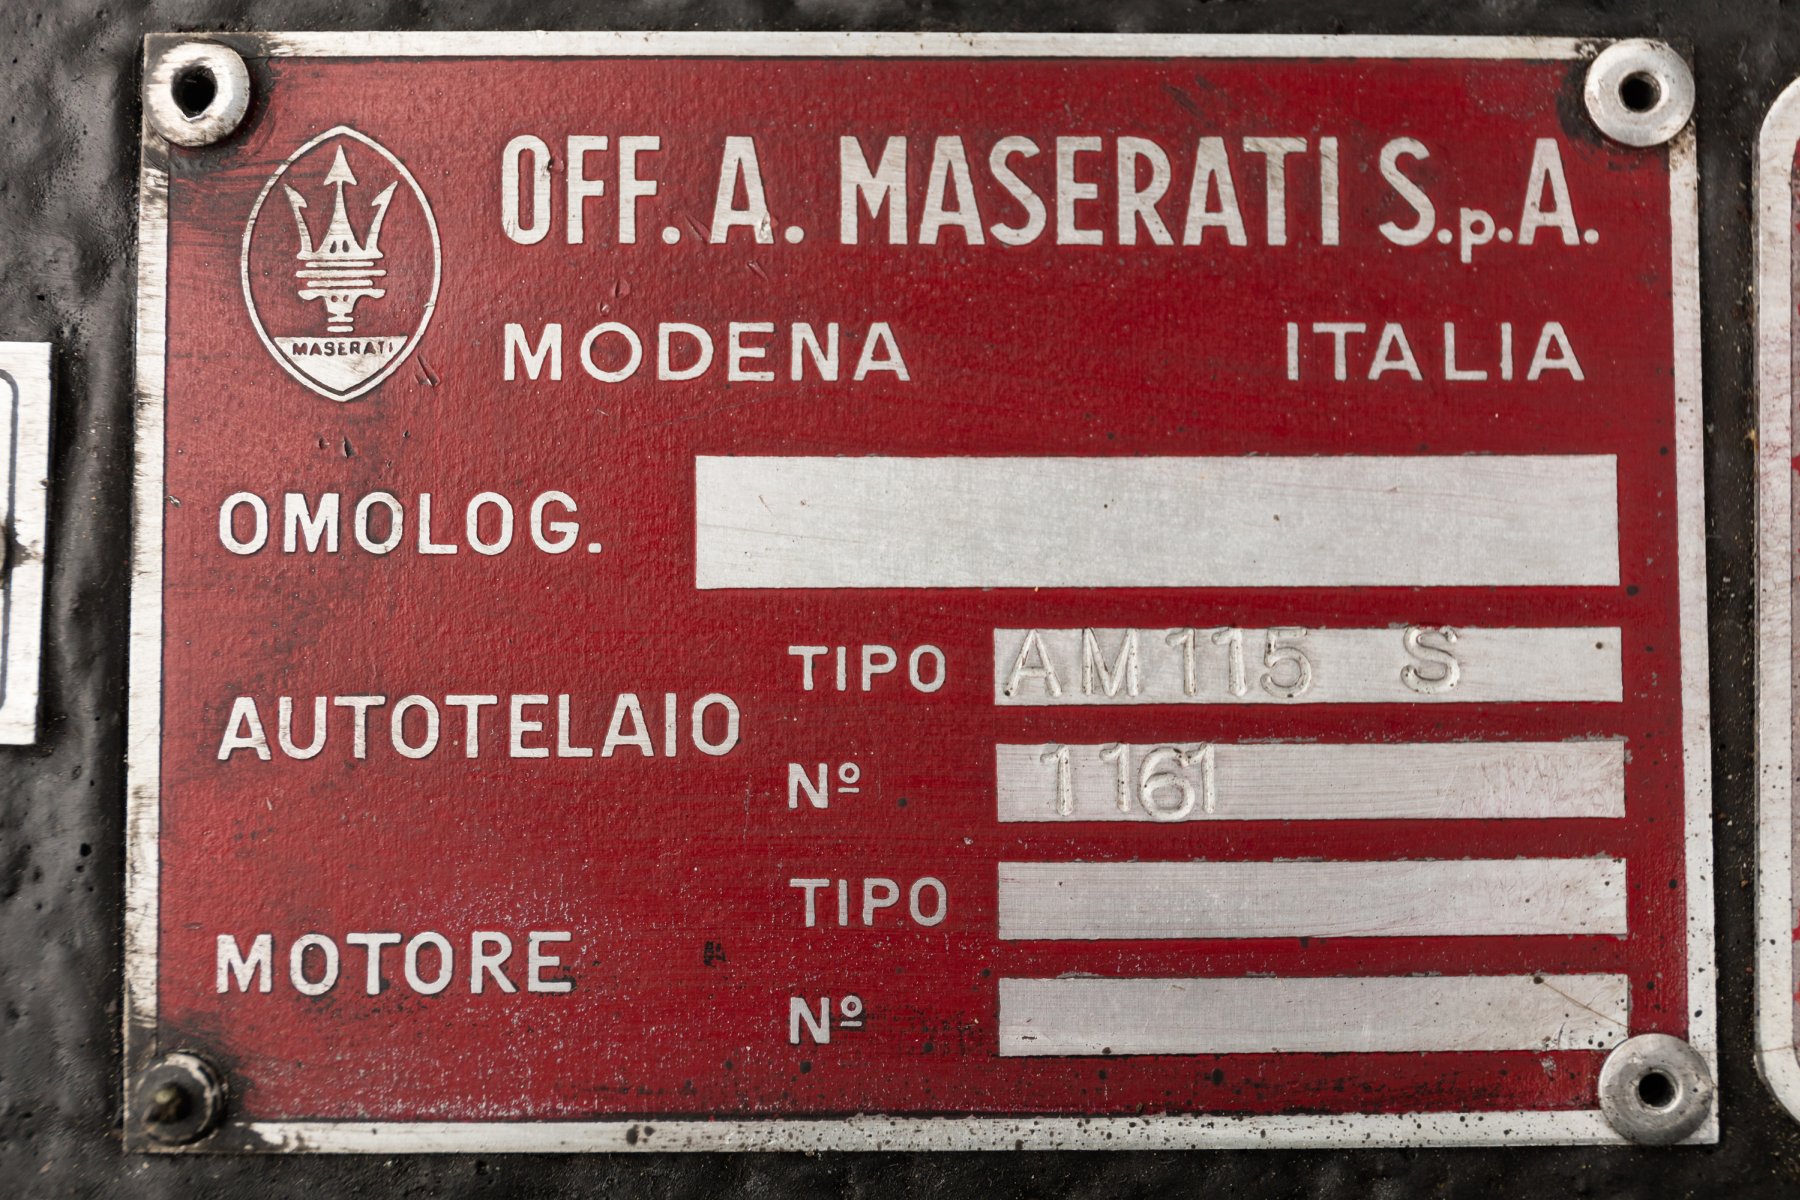 OFF. A. MASERATI S.p.A.
MASERATI
MODENA ITALIA
OMOLOG.
AUTOTELAIO
TIPO AM115 S
Nº 1161
MOTORE
TIPO
Nº